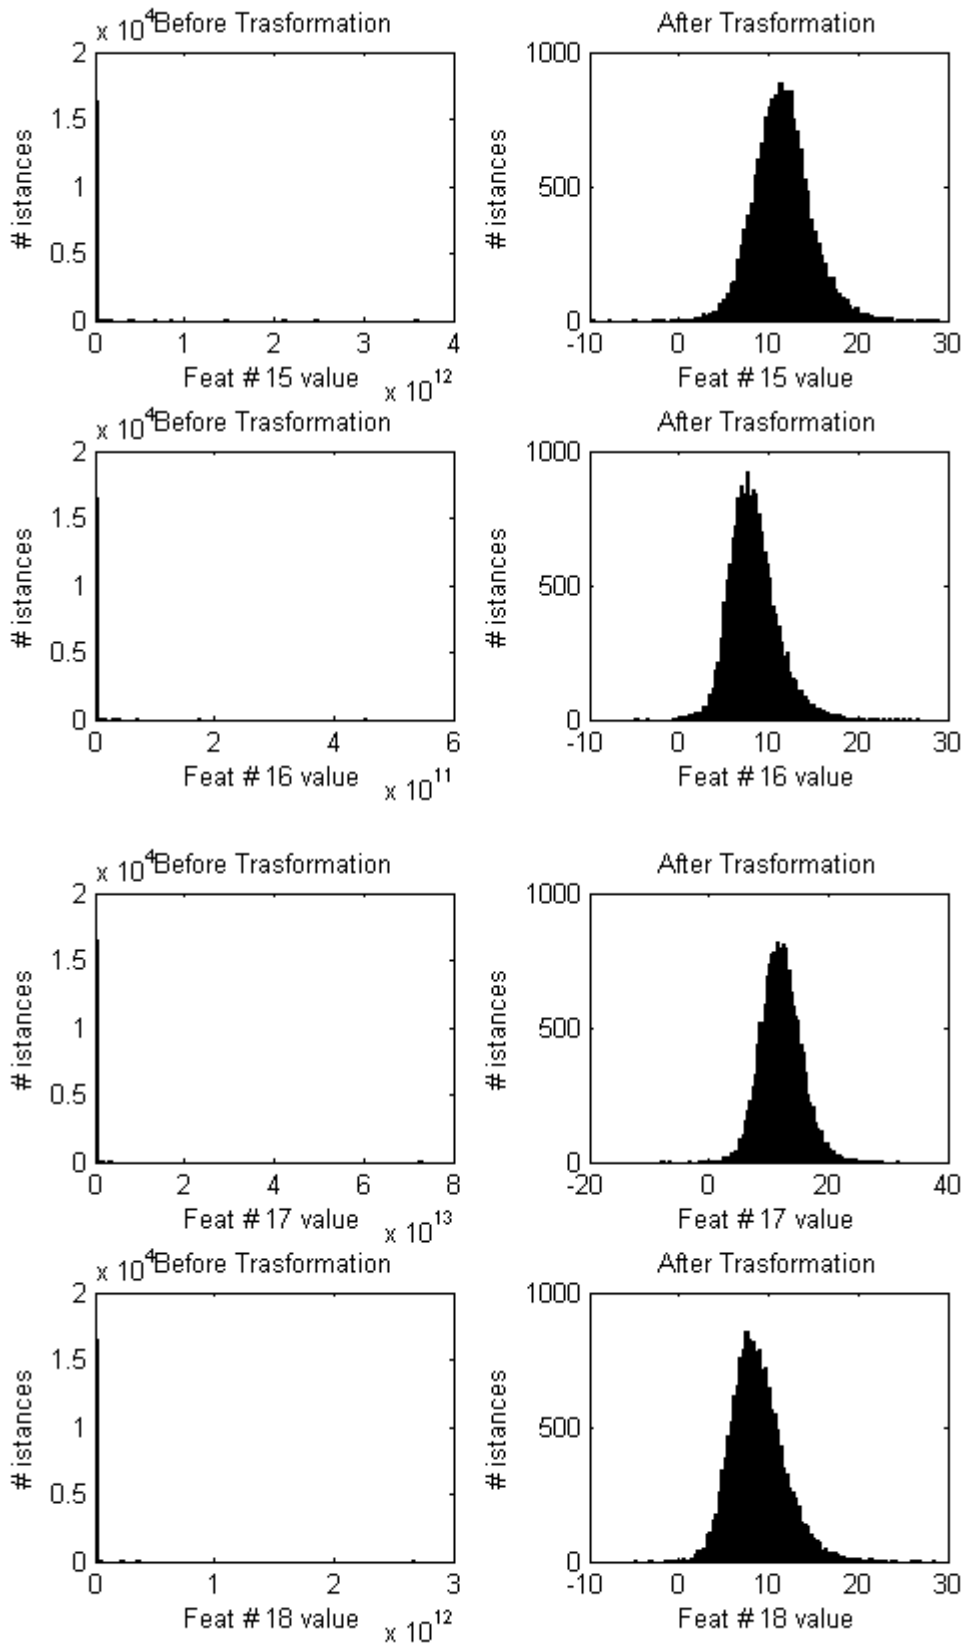 x 10^4 Before Trasformation
2
1.5
1
0.5
0
# istances
0 1 2 3 4
Feat # 15 value x 10^12
After Trasformation
1000
500
0
# istances
-10 0 10 20 30
Feat # 15 value
x 10^4 Before Trasformation
2
1.5
1
0.5
0
# istances
0 2 4 6
Feat # 16 value x 10^11
After Trasformation
1000
500
0
# istances
-10 0 10 20 30
Feat # 16 value
x 10^4 Before Trasformation
2
1.5
1
0.5
0
# istances
0 2 4 6 8
Feat # 17 value x 10^13
After Trasformation
1000
500
0
# istances
-20 0 20 40
Feat # 17 value
x 10^4 Before Trasformation
2
1.5
1
0.5
0
# istances
0 1 2 3
Feat # 18 value x 10^12
After Trasformation
1000
500
0
# istances
-10 0 10 20 30
Feat # 18 value